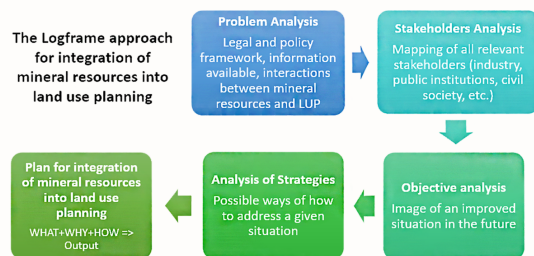 The Logframe approach
for integration of
mineral resources into
land use planning
Problem Analysis
Legal and policy
framework, information
available, interactions
between mineral
resources and LUP
Stakeholders Analysis
Mapping of all relevant
stakeholders (industry,
public institutions, civil
society, etc.)
Objective analysis
Image of an improved
situation in the future
Analysis of Strategies
Possible ways of how
to address a given
situation
Plan for integration
of mineral resources
into land use
planning
WHAT+WHY+HOW =>
Output